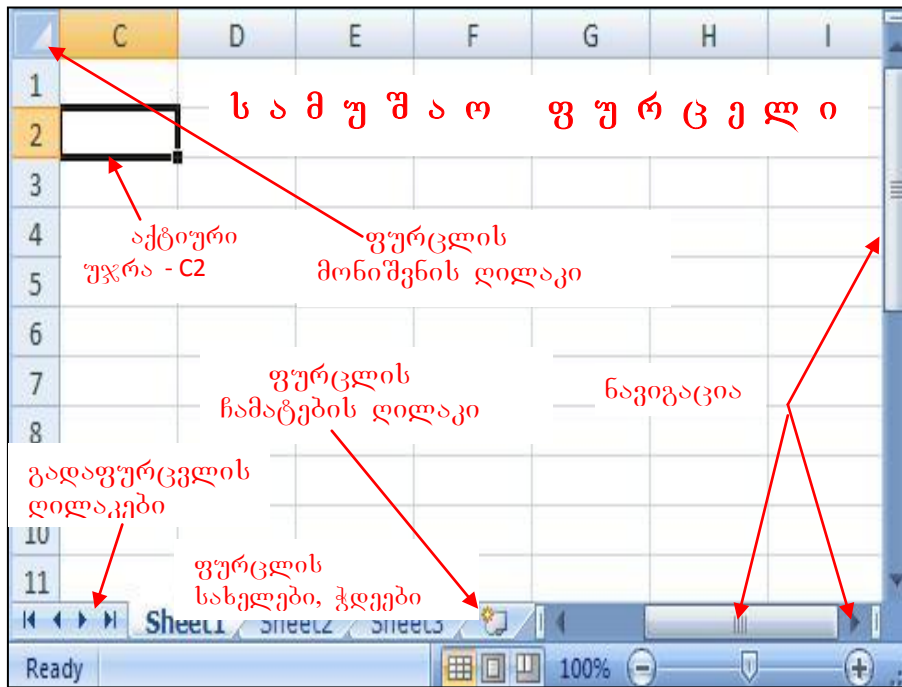 C D E F G H I
1
ს ა მ უ შ ა ო ფ უ რ ც ე ლ ი
2
3
4
აქტიური
უჯრა - C2
ფურცლის
მონიშვნის ღილაკი
5
6
7
ფურცლის
ჩამატების ღილაკი
ნავიგაცია
8
გადაფურცვლის
ღილაკები
10
11
ფურცლის
სახელები, ჭდეები
Sheet1 Sheet2 Sheet3
Ready 100%